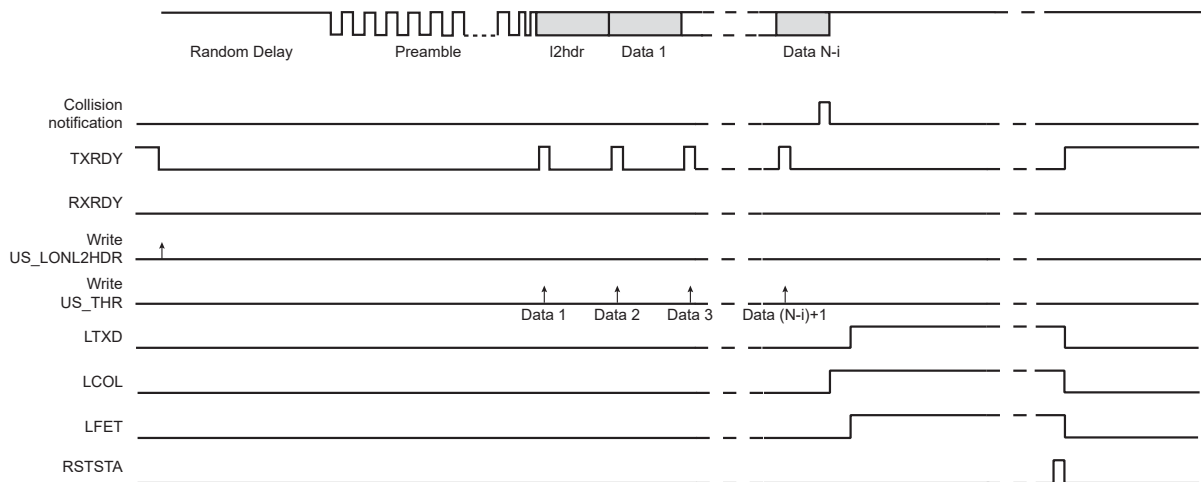 Random Delay Preamble l2hdr Data 1 Data N-i
Collision
notification
TXRDY
RXRDY
Write
US_LONL2HDR
Write
US_THR
Data 1 Data 2 Data 3 Data (N-i)+1
LTXD
LCOL
LFET
RSTSTA